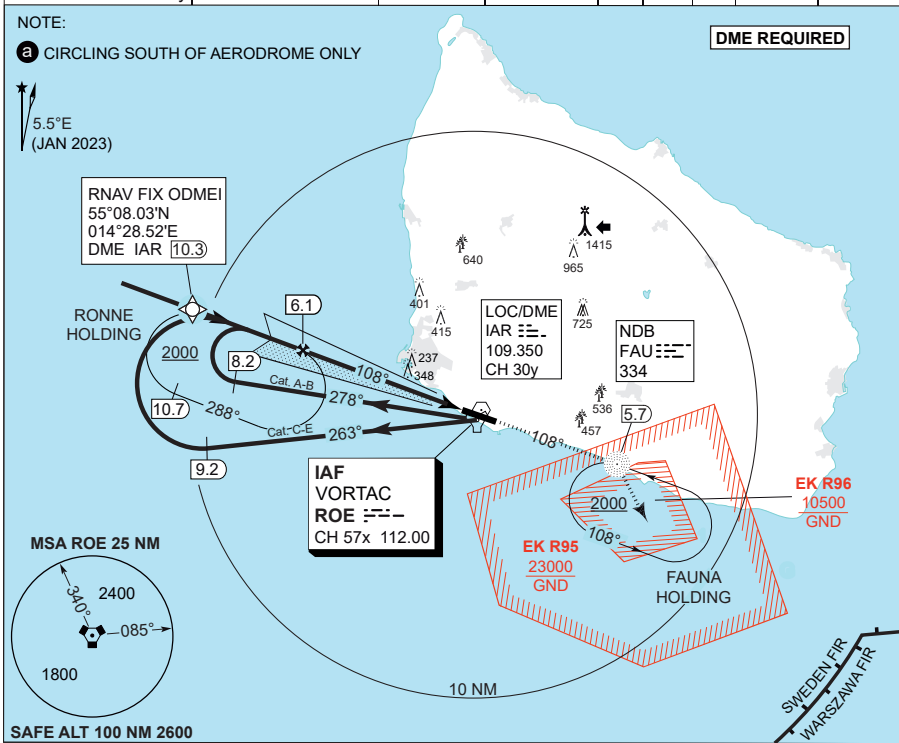 NOTE:
a CIRCLING SOUTH OF AERODROME ONLY
DME REQUIRED
5.5°E
(JAN 2023)
RNAV FIX ODMEI
55°08.03'N
014°28.52'E
DME IAR 10.3
RONNE
HOLDING
2000
6.1
8.2
10.7
9.2
108°
Cat. A-B
278°
288°
Cat. C-E
263°
640
401
415
237
348
1415
965
725
536
457
LOC/DME
IAR
109.350
CH 30y
NDB
FAU
334
5.7
108°
IAF
VORTAC
ROE
CH 57x 112.00
2000
108°
EK R96
10500
GND
EK R95
23000
GND
FAUNA
HOLDING
MSA ROE 25 NM
340°
2400
085°
1800
SAFE ALT 100 NM 2600
10 NM
SWEDEN FIR
WARSZAWA FIR